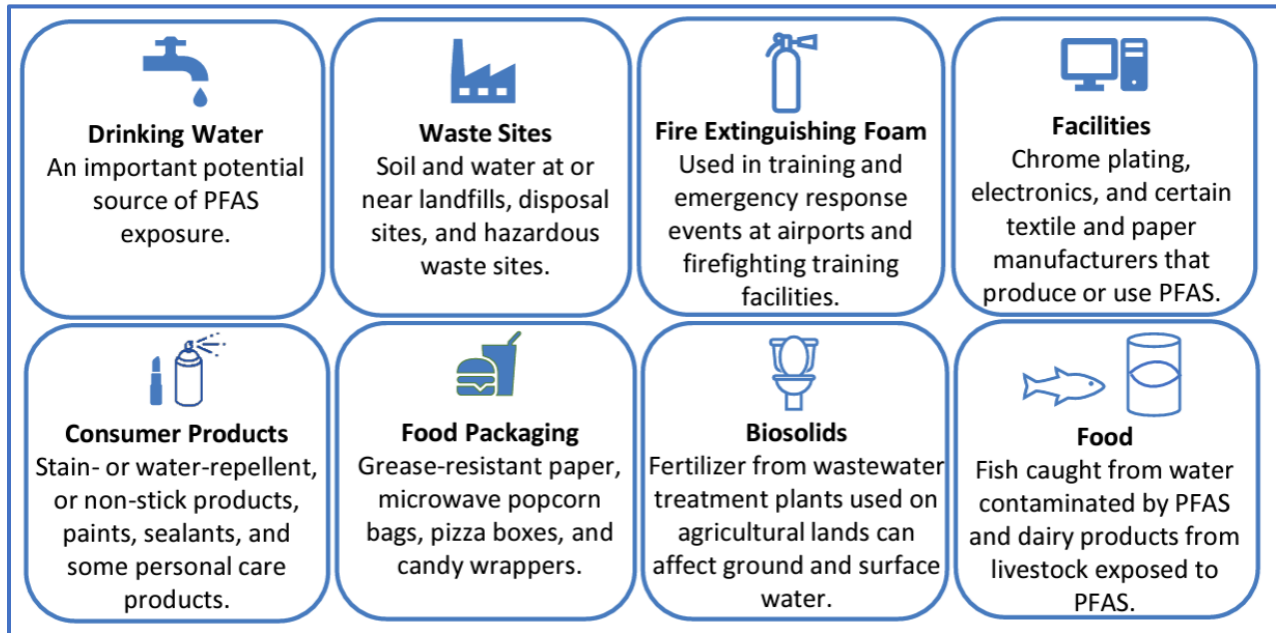 Drinking Water
An important potential
source of PFAS
exposure.
Waste Sites
Soil and water at or
near landfills, disposal
sites, and hazardous
waste sites.
Fire Extinguishing Foam
Used in training and
emergency response
events at airports and
firefighting training
facilities.
Facilities
Chrome plating,
electronics, and certain
textile and paper
manufacturers that
produce or use PFAS.
Consumer Products
Stain- or water-repellent,
or non-stick products,
paints, sealants, and
some personal care
products.
Food Packaging
Grease-resistant paper,
microwave popcorn
bags, pizza boxes, and
candy wrappers.
Biosolids
Fertilizer from wastewater
treatment plants used on
agricultural lands can
affect ground and surface
water.
Food
Fish caught from water
contaminated by PFAS
and dairy products from
livestock exposed to
PFAS.